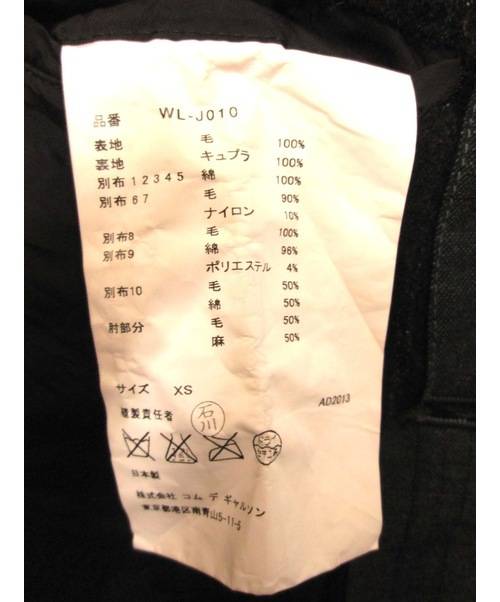 品番 WL-J010
表地 毛 100%
裏地 キュプラ 100%
別布12345 綿 100%
別布67 毛 90%
ナイロン 10%
別布8 毛 100%
別布9 綿 96%
ポリエステル 4%
別布10 毛 50%
綿 50%
肘部分 毛 50%
麻 50%
サイズ XS
AD2013
縫製責任者 石川
日本製
株式会社 コム デ ギャルソン
東京都港区南青山5-11-5